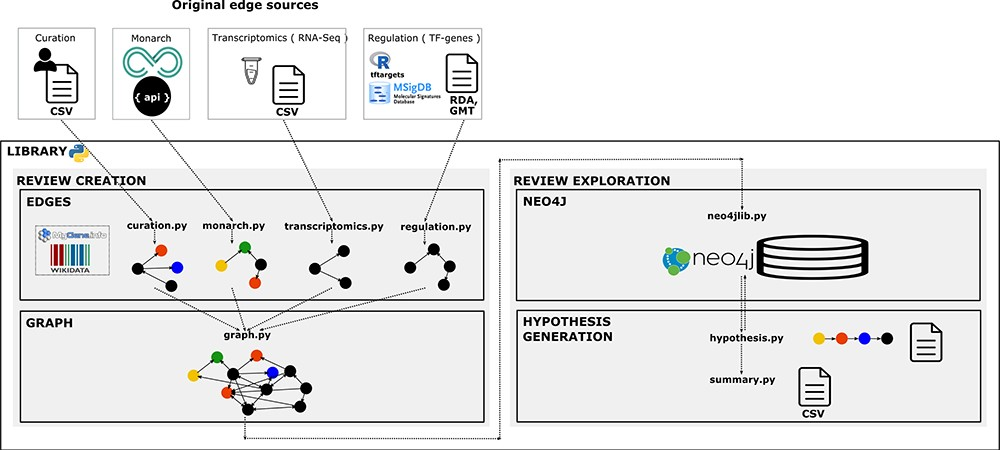 Original edge sources
Curation
CSV
Monarch
{ api }
Transcriptomics ( RNA-Seq )
CSV
Regulation ( TF-genes )
R
tftargets
MSigDB
Molecular Signatures
Database
RDA,
GMT
LIBRARY
REVIEW CREATION
EDGES
MyGene.info
WIKIDATA
curation.py
monarch.py
transcriptomics.py
regulation.py
GRAPH
graph.py
REVIEW EXPLORATION
NEO4J
neo4jlib.py
neo4j
HYPOTHESIS
GENERATION
hypothesis.py
summary.py
CSV